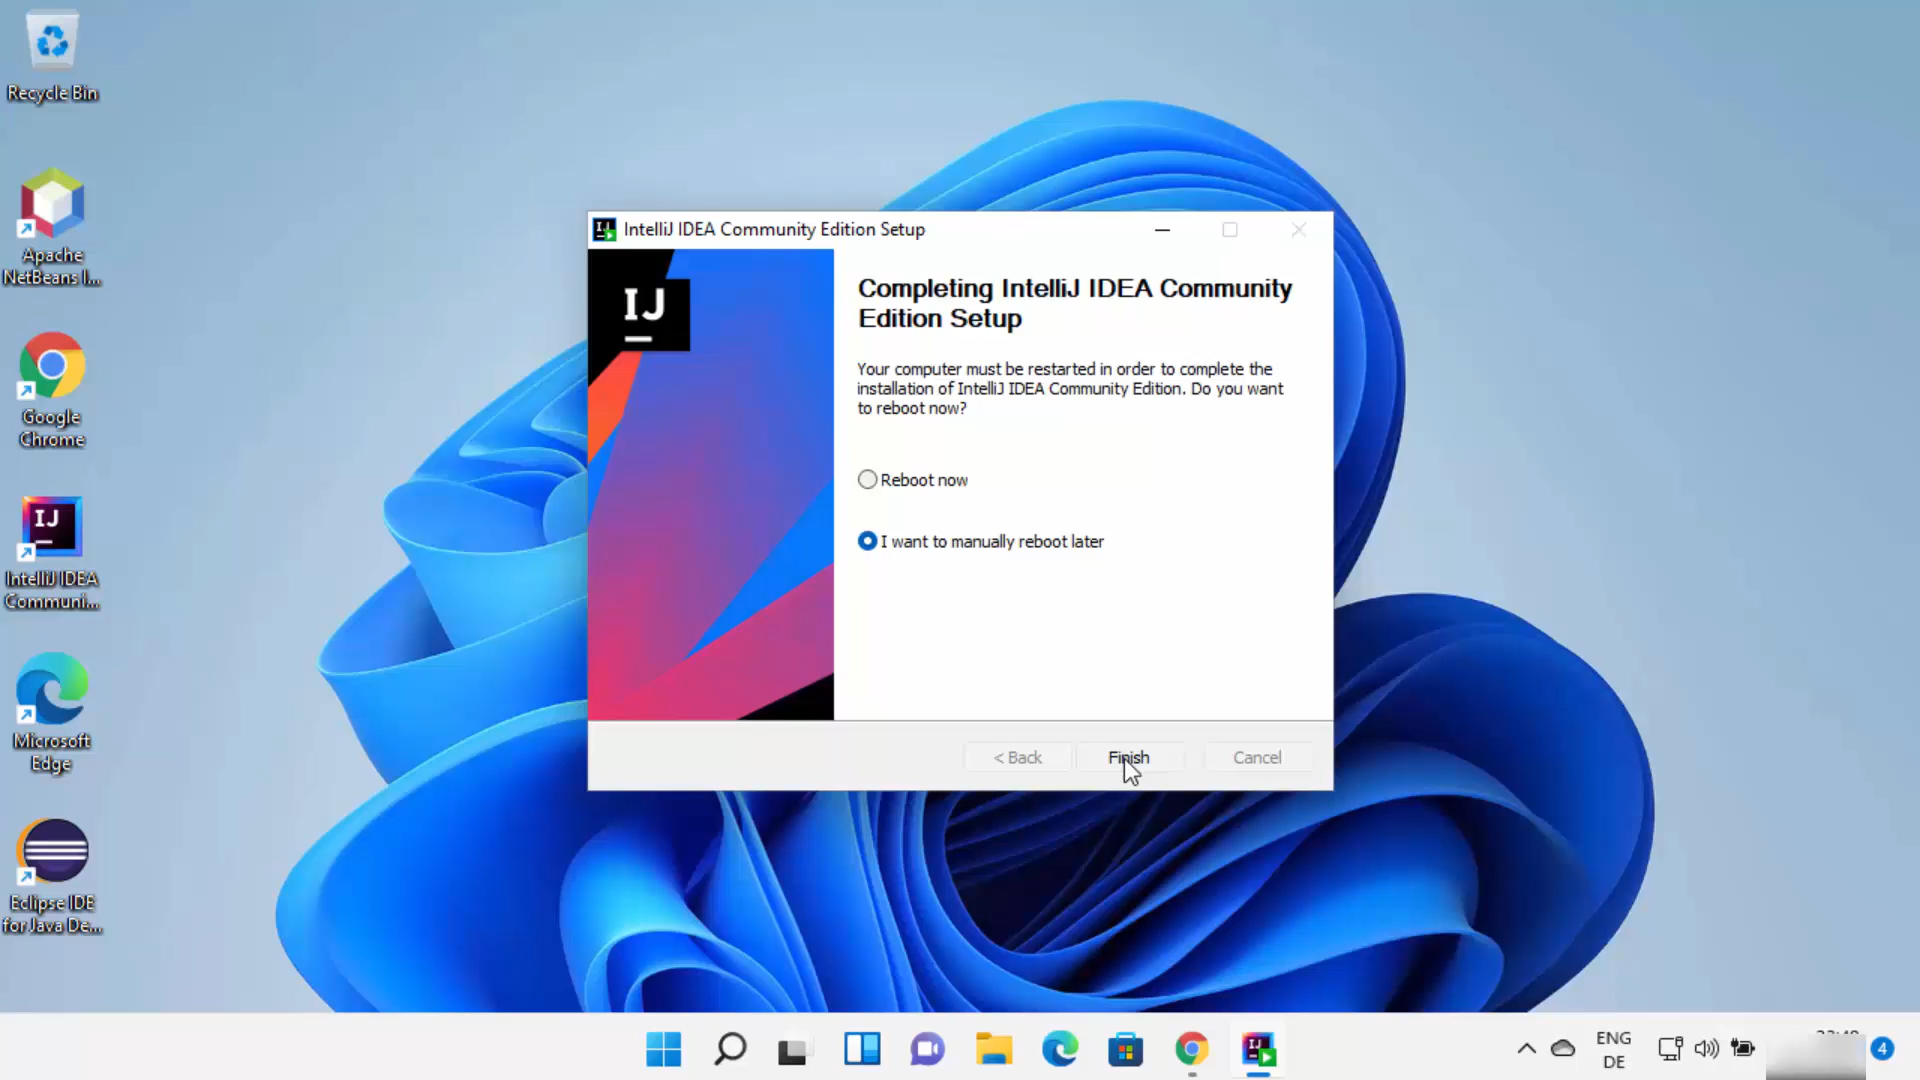 Recycle Bin
Apache
NetBeans I...
Google
Chrome
IJ
IntelliJ IDEA
Communi...
Microsoft
Edge
Eclipse IDE
for Java De...
IntelliJ IDEA Community Edition Setup
IJ
Completing IntelliJ IDEA Community
Edition Setup
Your computer must be restarted in order to complete the
installation of IntelliJ IDEA Community Edition. Do you want
to reboot now?
Reboot now
I want to manually reboot later
< Back
Finish
Cancel
IJ
ENG
DE
4